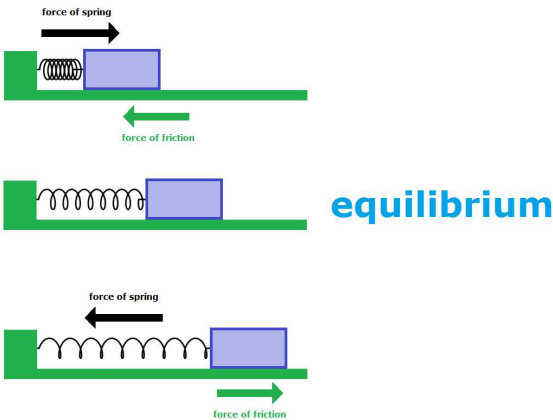 force of spring
force of friction
equilibrium
force of spring
force of friction